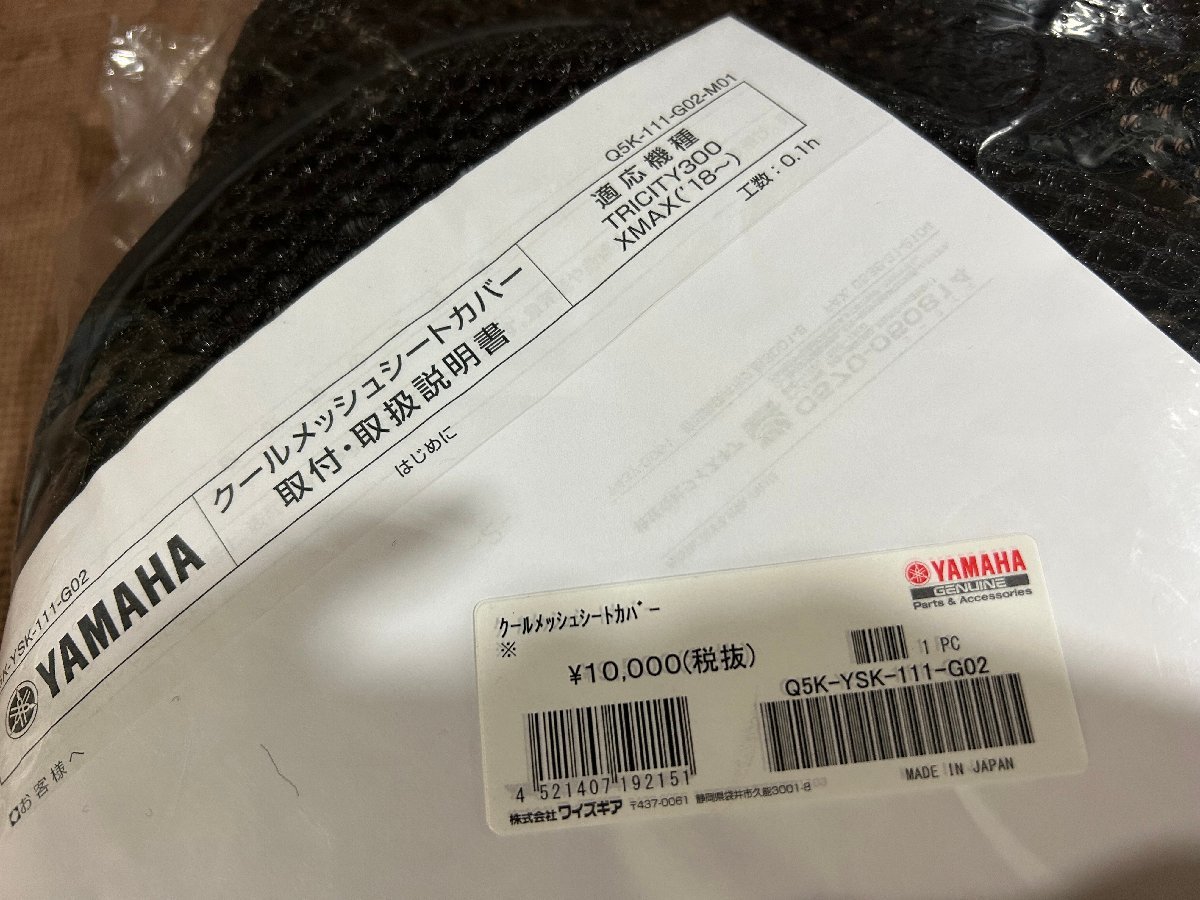 Q5K-111-G02-M01
適応機種
TRICITY300
XMAX('18～)
工数：0.1h
クールメッシュシートカバー
取付・取扱説明書
はじめに
-YSK-111-G02
YAMAHA
お客様へ
YAMAHA
GENUINE
Parts & Accessories
クールメッシュシートカバー
※
¥10,000(税抜)
1 PC
Q5K-YSK-111-G02
4 521407 192151
MADE IN JAPAN
株式会社 ワイズギア 〒437-0061 静岡県袋井市久能3001-8